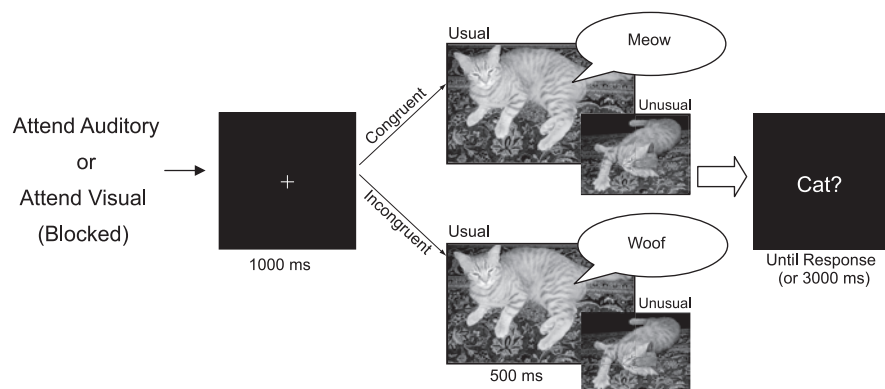 Attend Auditory
or
Attend Visual
(Blocked)
1000 ms
Congruent
Incongruent
Usual
Meow
Unusual
Usual
Woof
Unusual
500 ms
Cat?
Until Response
(or 3000 ms)